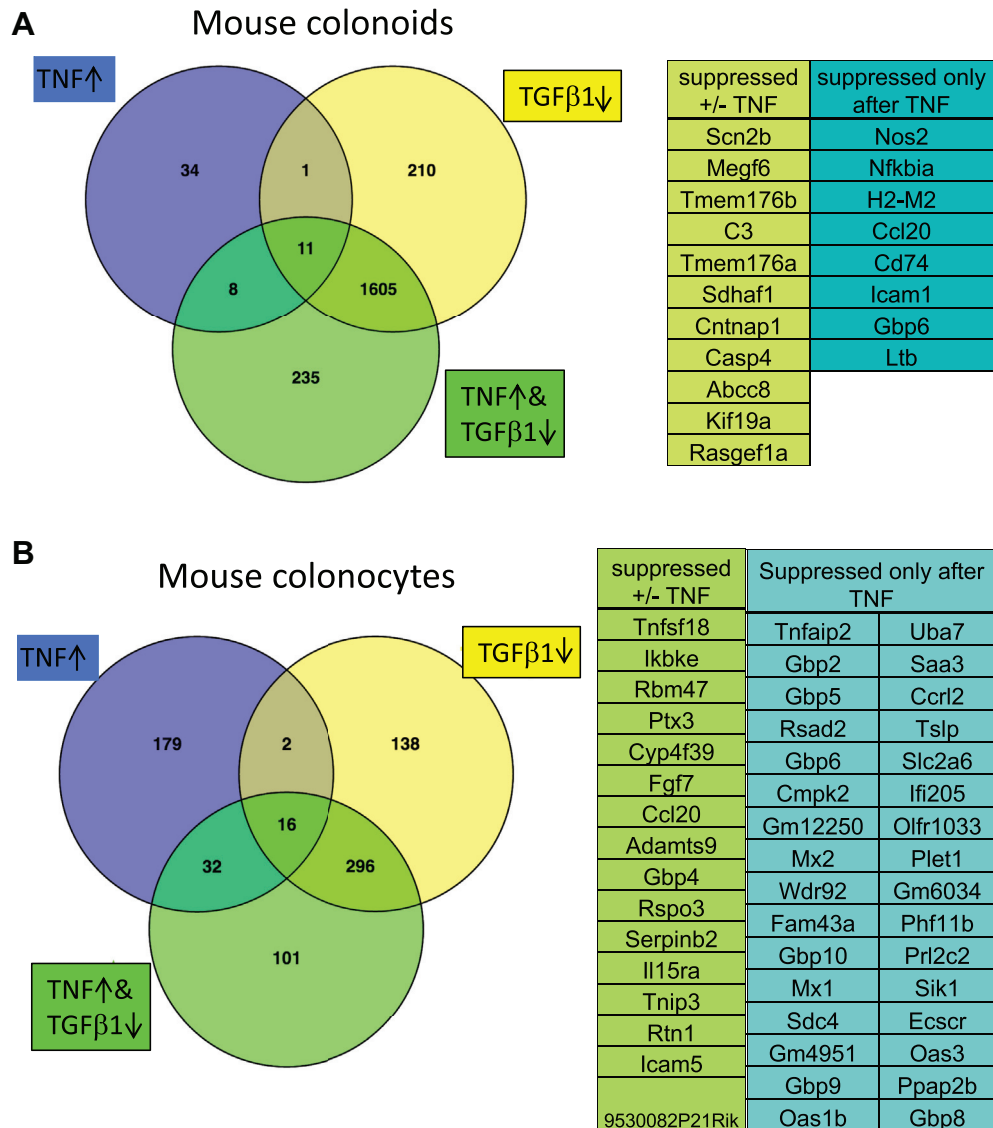 A
Mouse colonoids
TNF↑
TGFβ1↓
34
1
210
11
8
1605
235
TNF↑&
TGFβ1↓
suppressed
+/- TNF
suppressed only
after TNF
Scn2b
Nos2
Megf6
Nfkbia
Tmem176b
H2-M2
C3
Ccl20
Tmem176a
Cd74
Sdhaf1
Icam1
Cntnap1
Gbp6
Casp4
Ltb
Abcc8
Kif19a
Rasgef1a
B
Mouse colonocytes
TNF↑
TGFβ1↓
179
2
138
16
32
296
101
TNF↑&
TGFβ1↓
suppressed
+/- TNF
Tnfsf18
Ikbke
Rbm47
Ptx3
Cyp4f39
Fgf7
Ccl20
Adamts9
Gbp4
Rspo3
Serpinb2
Il15ra
Tnip3
Rtn1
Icam5
9530082P21Rik
Suppressed only after
TNF
Tnfaip2
Uba7
Gbp2
Saa3
Gbp5
Ccrl2
Rsad2
Tslp
Gbp6
Slc2a6
Cmpk2
Ifi205
Gm12250
Olfr1033
Mx2
Plet1
Wdr92
Gm6034
Fam43a
Phf11b
Gbp10
Prl2c2
Mx1
Sik1
Sdc4
Ecscr
Gm4951
Oas3
Gbp9
Ppap2b
Oas1b
Gbp8